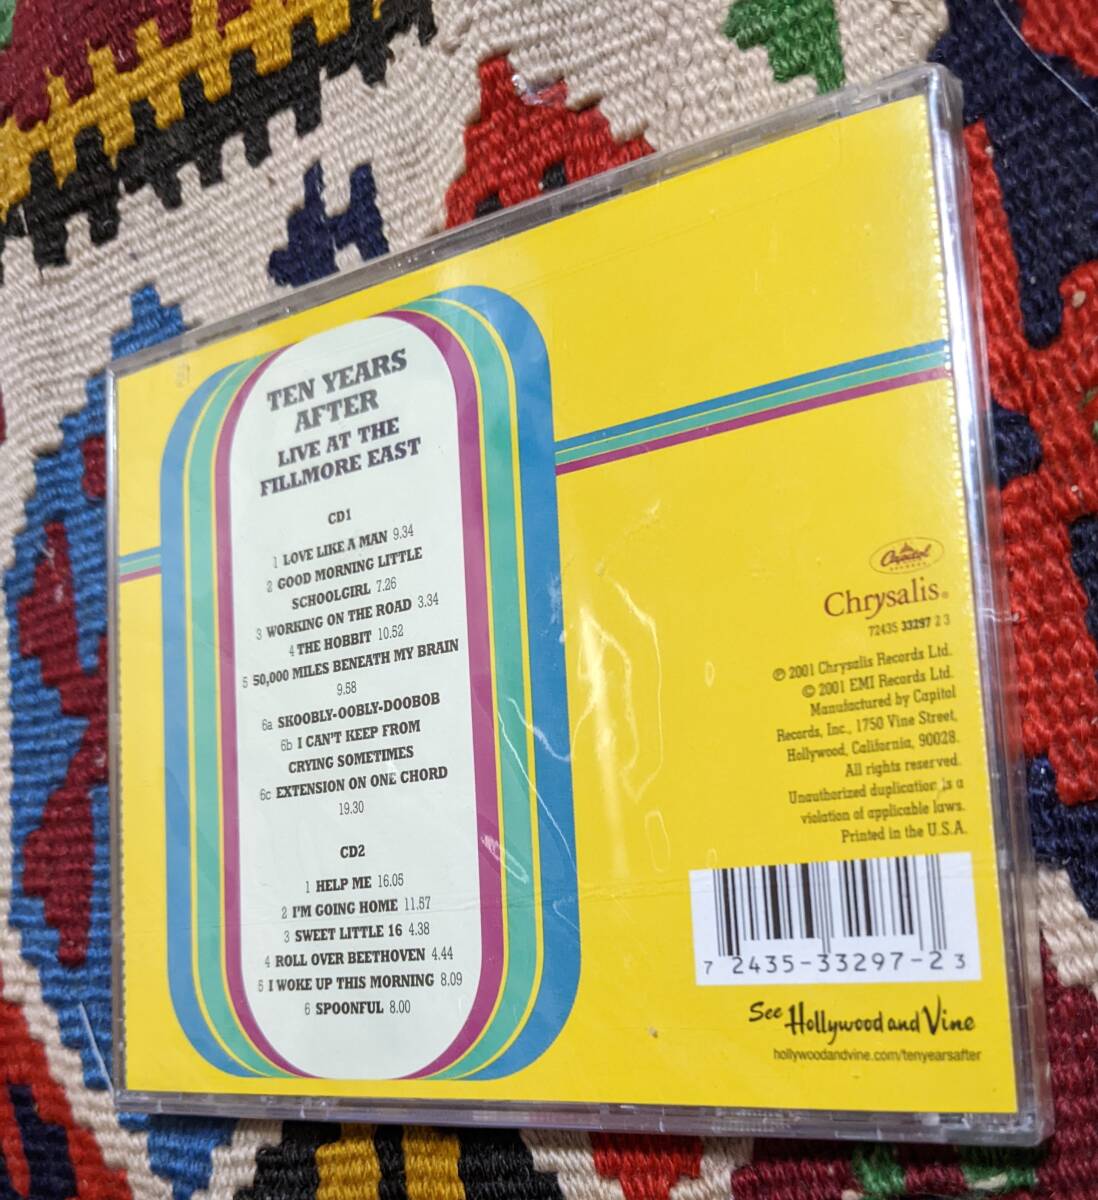 TEN YEARS
AFTER
LIVE AT THE
FILLMORE EAST
CD1
1 LOVE LIKE A MAN 9.34
2 GOOD MORNING LITTLE
SCHOOLGIRL 7.26
3 WORKING ON THE ROAD 3.34
4 THE HOBBIT 10.52
5 50,000 MILES BENEATH MY BRAIN
9.58
6a SKOOBLY-OOBLY-DOOBOB
6b I CAN'T KEEP FROM
CRYING SOMETIMES
6c EXTENSION ON ONE CHORD
19.30
CD2
1 HELP ME 16.05
2 I'M GOING HOME 11.57
3 SWEET LITTLE 16 4.38
4 ROLL OVER BEETHOVEN 4.44
5 I WOKE UP THIS MORNING 8.09
6 SPOONFUL 8.00
Capitol
RECORDS
Chrysalis®
72435 33297 2 3
℗ 2001 Chrysalis Records Ltd.
© 2001 EMI Records Ltd.
Manufactured by Capitol
Records, Inc., 1750 Vine Street,
Hollywood, California, 90028.
All rights reserved.
Unauthorized duplication is a
violation of applicable laws.
Printed in the U.S.A.
7 2435-33297-2 3
See Hollywood and Vine
hollywoodandvine.com/tenyearsafter